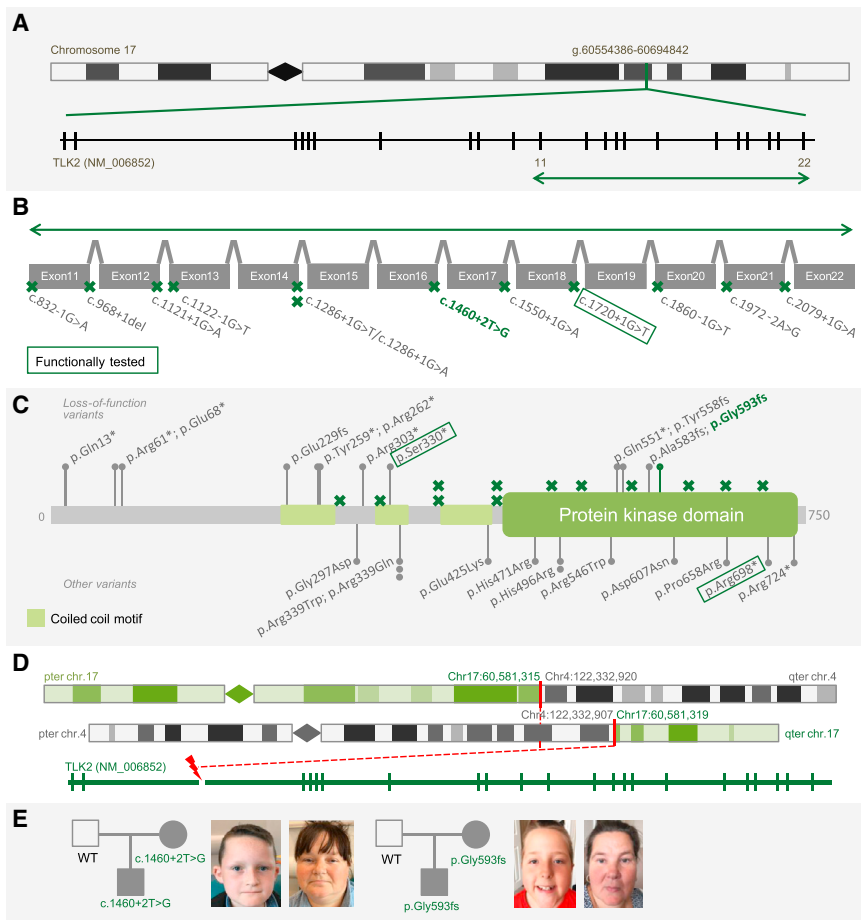 A
Chromosome 17
g.60554386-60694842
TLK2 (NM_006852)
11
22
B
Exon11
Exon12
Exon13
Exon14
Exon15
Exon16
Exon17
Exon18
Exon19
Exon20
Exon21
Exon22
c.832-1G>A
c.968+1del
c.1121+1G>A
c.1122-1G>T
c.1286+1G>T/c.1286+1G>A
c.1460+2T>G
c.1550+1G>A
c.1720+1G>T
c.1860-1G>T
c.1972-2A>G
c.2079+1G>A
Functionally tested
C
Loss-of-function
variants
p.Gln13*
p.Arg61*; p.Glu68*
p.Glu229fs
p.Tyr259*; p.Arg262*
p.Arg303*
p.Ser330*
p.Gln551*; p.Tyr558fs
p.Ala583fs; p.Gly593fs
0
Protein kinase domain
750
p.Gly297Asp
p.Arg339Trp; p.Arg339Gln
p.Glu425Lys
p.His471Arg
p.His496Arg
p.Arg546Trp
p.Asp607Asn
p.Pro658Arg
p.Arg698*
p.Arg724*
Other variants
Coiled coil motif
D
pter chr.17
Chr17:60,581,315
Chr4:122,332,920
qter chr.4
pter chr.4
Chr4:122,332,907
Chr17:60,581,319
qter chr.17
TLK2 (NM_006852)
E
WT
c.1460+2T>G
c.1460+2T>G
WT
p.Gly593fs
p.Gly593fs